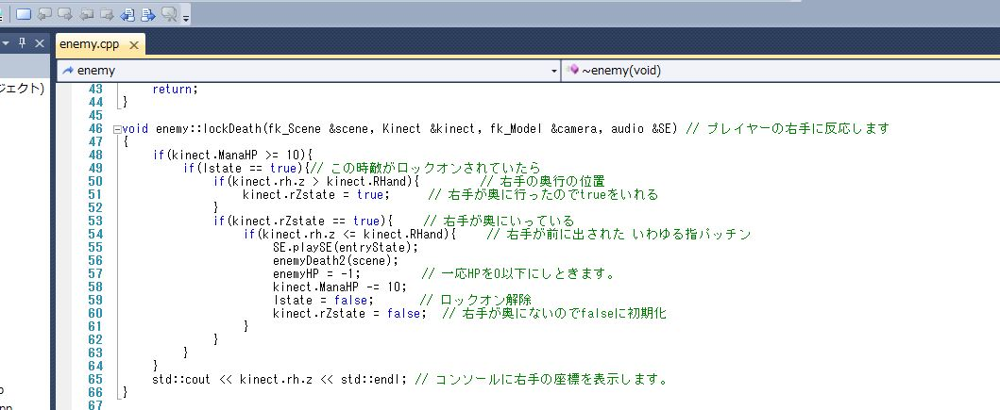 enemy.cpp
enemy
~enemy(void)
ジェクト)
43 return;
44 }
45
46 void enemy::lockDeath(fk_Scene &scene, Kinect &kinect, fk_Model &camera, audio &SE) // プレイヤーの右手に反応します
47 {
48 if(kinect.ManaHP >= 10){
49 if(lstate == true){// この時敵がロックオンされていたら
50 if(kinect.rh.z > kinect.RHand){ // 右手の奥行の位置
51 kinect.rZstate = true; // 右手が奥に行ったのでtrueをいれる
52 }
53 if(kinect.rZstate == true){ // 右手が奥にいっている
54 if(kinect.rh.z <= kinect.RHand){ // 右手が前に出された いわゆる指パッチン
55 SE.playSE(entryState);
56 enemyDeath2(scene);
57 enemyHP = -1; // 一応HPを0以下にしときます。
58 kinect.ManaHP -= 10;
59 lstate = false; // ロックオン解除
60 kinect.rZstate = false; // 右手が奥にないのでfalseに初期化
61 }
62 }
63 }
64 }
65 std::cout << kinect.rh.z << std::endl; // コンソールに右手の座標を表示します。
66 }
67